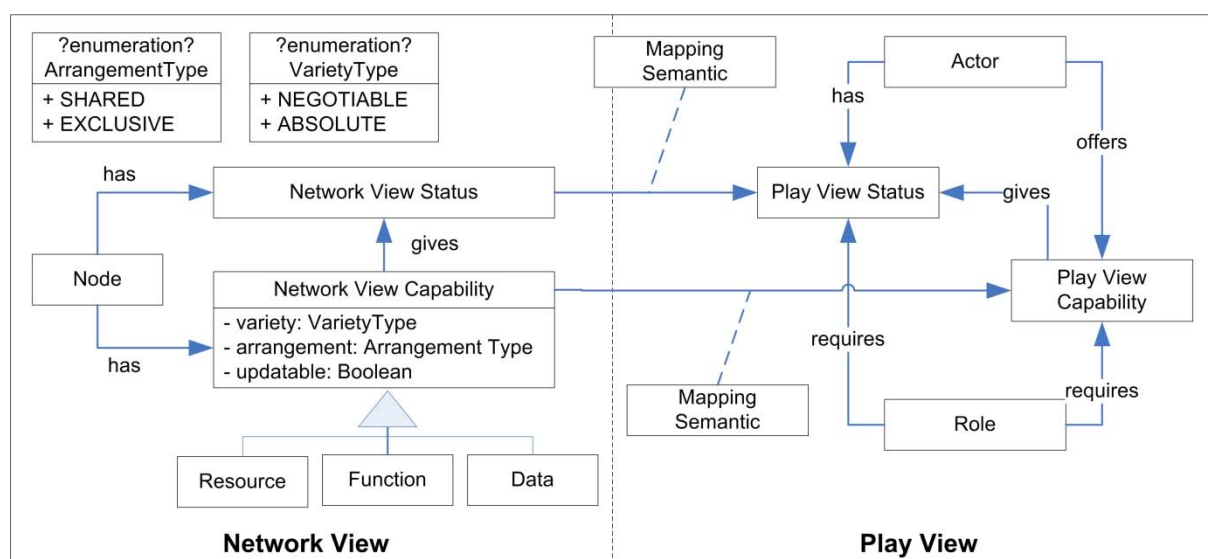 ?enumeration?
ArrangementType
+ SHARED
+ EXCLUSIVE
?enumeration?
VarietyType
+ NEGOTIABLE
+ ABSOLUTE
Mapping
Semantic
Actor
has
offers
has
Network View Status
Play View Status
gives
gives
Node
Network View Capability
- variety: VarietyType
- arrangement: Arrangement Type
- updatable: Boolean
Play View
Capability
has
requires
requires
Mapping
Semantic
Role
Resource
Function
Data
Network View
Play View